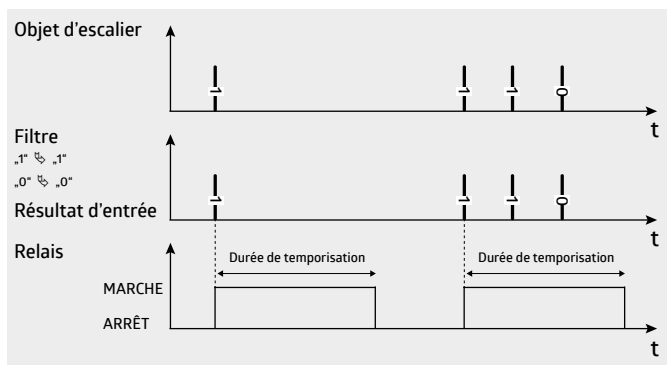 Objet d'escalier
1 1 1 0
t
Filtre
„1“ ⇘ „1“
„0“ ⇘ „0“
Résultat d'entrée
1 1 1 0
t
Relais
Durée de temporisation Durée de temporisation
MARCHE
ARRÊT
t